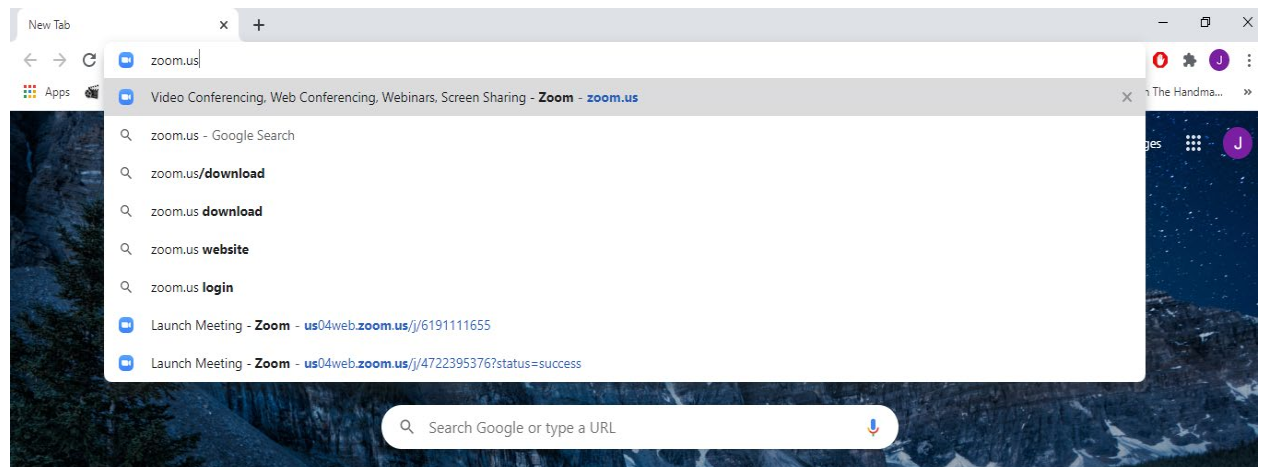 New Tab
zoom.us
Apps
Video Conferencing, Web Conferencing, Webinars, Screen Sharing - Zoom - zoom.us
The Handma...
zoom.us - Google Search
J
zoom.us/download
zoom.us download
zoom.us website
zoom.us login
Launch Meeting - Zoom - us04web.zoom.us/j/6191111655
Launch Meeting - Zoom - us04web.zoom.us/j/4722395376?status=success
Search Google or type a URL